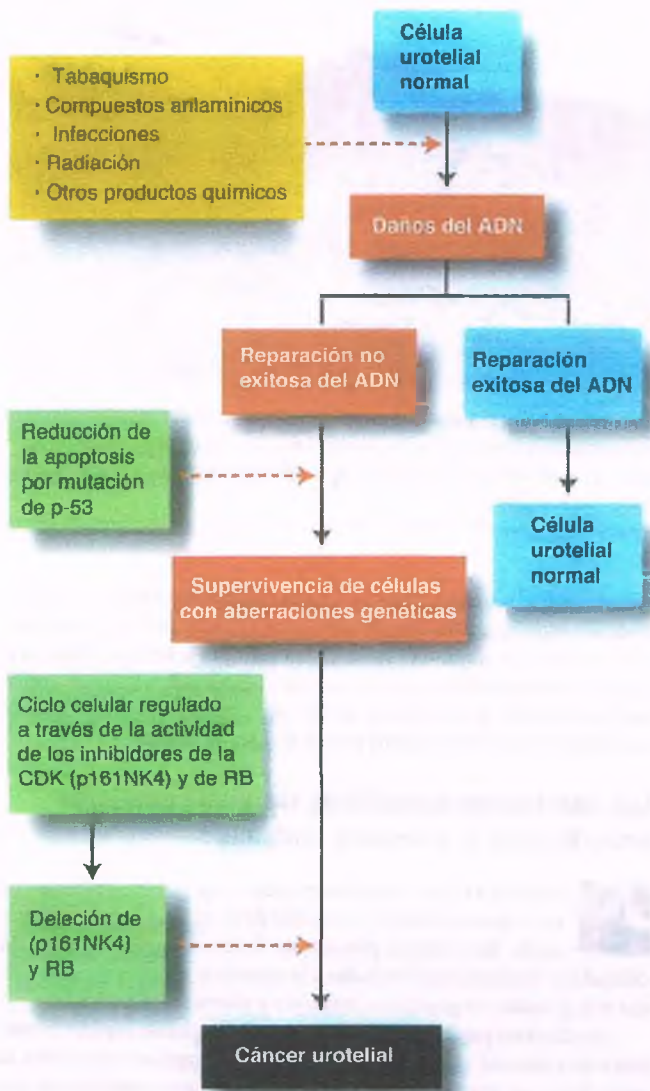 Célula
urotelial
normal
· Tabaquismo
· Compuestos arilamínicos
· Infecciones
· Radiación
· Otros productos químicos
Daños del ADN
Reparación no
exitosa del ADN
Reparación
exitosa del ADN
Reducción de
la apoptosis
por mutación
de p-53
Célula
urotelial
normal
Supervivencia de células
con aberraciones genéticas
Ciclo celular regulado
a través de la actividad
de los inhibidores de la
CDK (p161NK4) y de RB
Deleción de
(p161NK4)
y RB
Cáncer urotelial